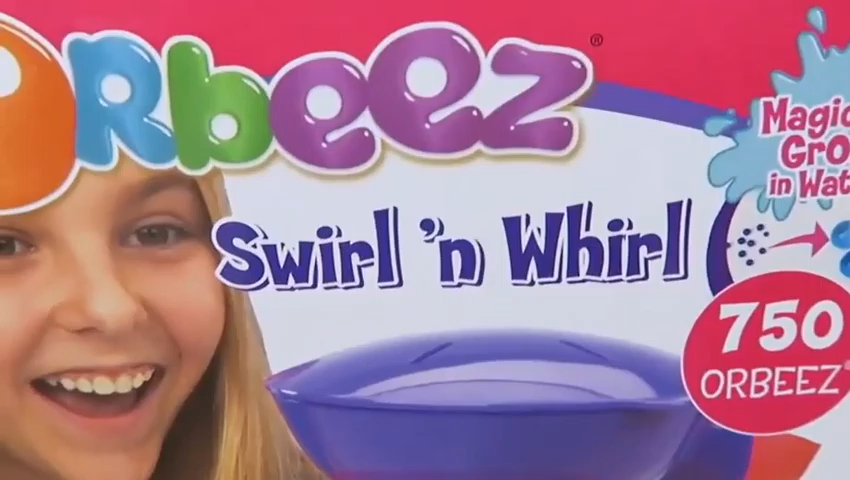 ORbeez®
Swirl 'n Whirl
Magic
Gro
in Wat
750
ORBEEZ